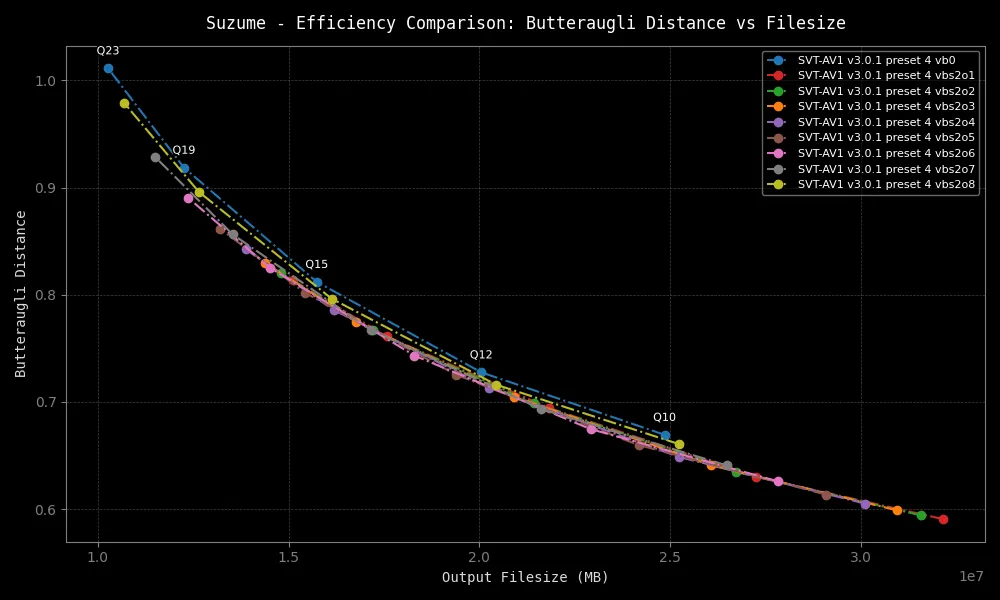 Suzume - Efficiency Comparison: Butteraugli Distance vs Filesize
Q23
Q19
Q15
Q12
Q10
SVT-AV1 v3.0.1 preset 4 vb0
SVT-AV1 v3.0.1 preset 4 vbs2o1
SVT-AV1 v3.0.1 preset 4 vbs2o2
SVT-AV1 v3.0.1 preset 4 vbs2o3
SVT-AV1 v3.0.1 preset 4 vbs2o4
SVT-AV1 v3.0.1 preset 4 vbs2o5
SVT-AV1 v3.0.1 preset 4 vbs2o6
SVT-AV1 v3.0.1 preset 4 vbs2o7
SVT-AV1 v3.0.1 preset 4 vbs2o8
Butteraugli Distance
1.0
0.9
0.8
0.7
0.6
1.0 1.5 2.0 2.5 3.0
1e7
Output Filesize (MB)